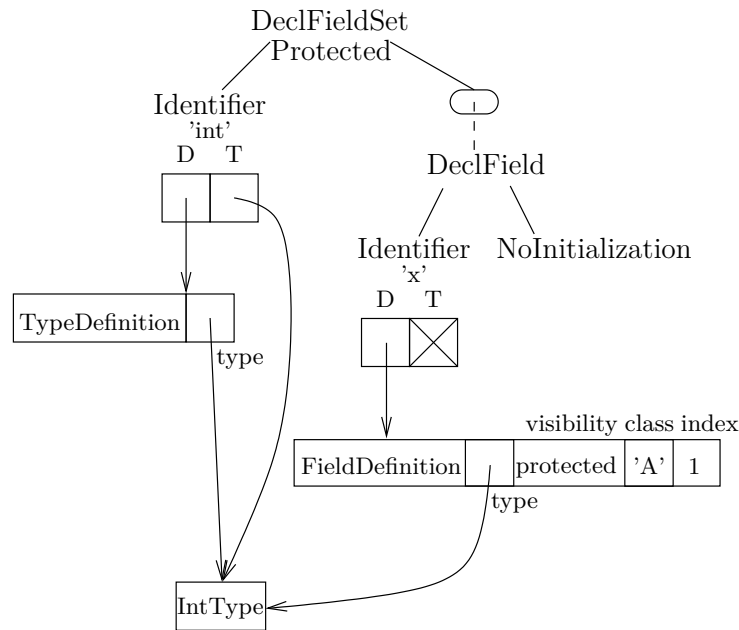 DeclFieldSet
Protected
Identifier
'int'
D T
DeclField
Identifier NoInitialization
'x'
D T
TypeDefinition
type
visibility class index
FieldDefinition protected 'A' 1
type
IntType